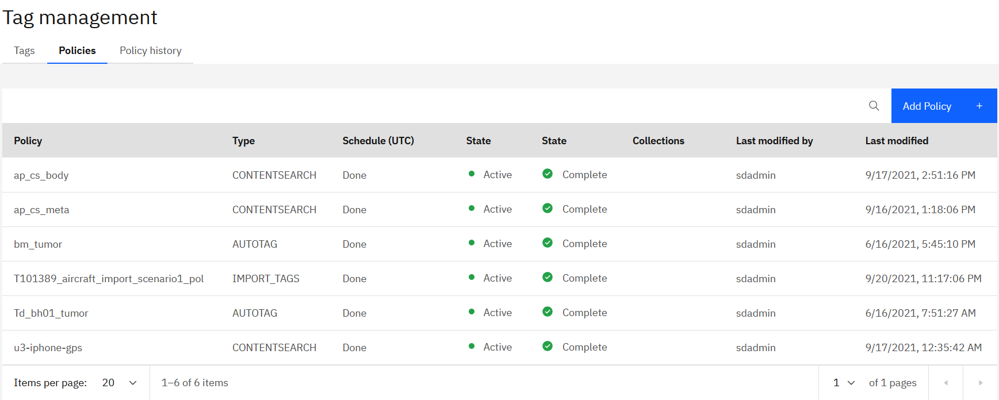 Tag management
Tags Policies Policy history
Add Policy +
Policy Type Schedule (UTC) State State Collections Last modified by Last modified
ap_cs_body CONTENTSEARCH Done Active Complete sdadmin 9/17/2021, 2:51:16 PM
ap_cs_meta CONTENTSEARCH Done Active Complete sdadmin 9/16/2021, 1:18:06 PM
bm_tumor AUTOTAG Done Active Complete sdadmin 6/16/2021, 5:45:10 PM
T101389_aircraft_import_scenario1_pol IMPORT_TAGS Done Active Complete sdadmin 9/20/2021, 11:17:06 PM
Td_bh01_tumor AUTOTAG Done Active Complete sdadmin 6/16/2021, 7:51:27 AM
u3-iphone-gps CONTENTSEARCH Done Active Complete sdadmin 9/17/2021, 12:35:42 AM
Items per page: 20 1–6 of 6 items 1 of 1 pages